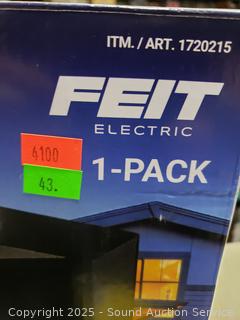 ITM. / ART. 1720215
FEIT
ELECTRIC
4100
43.
1-PACK
Copyright © 2025 - Sound Auction Service